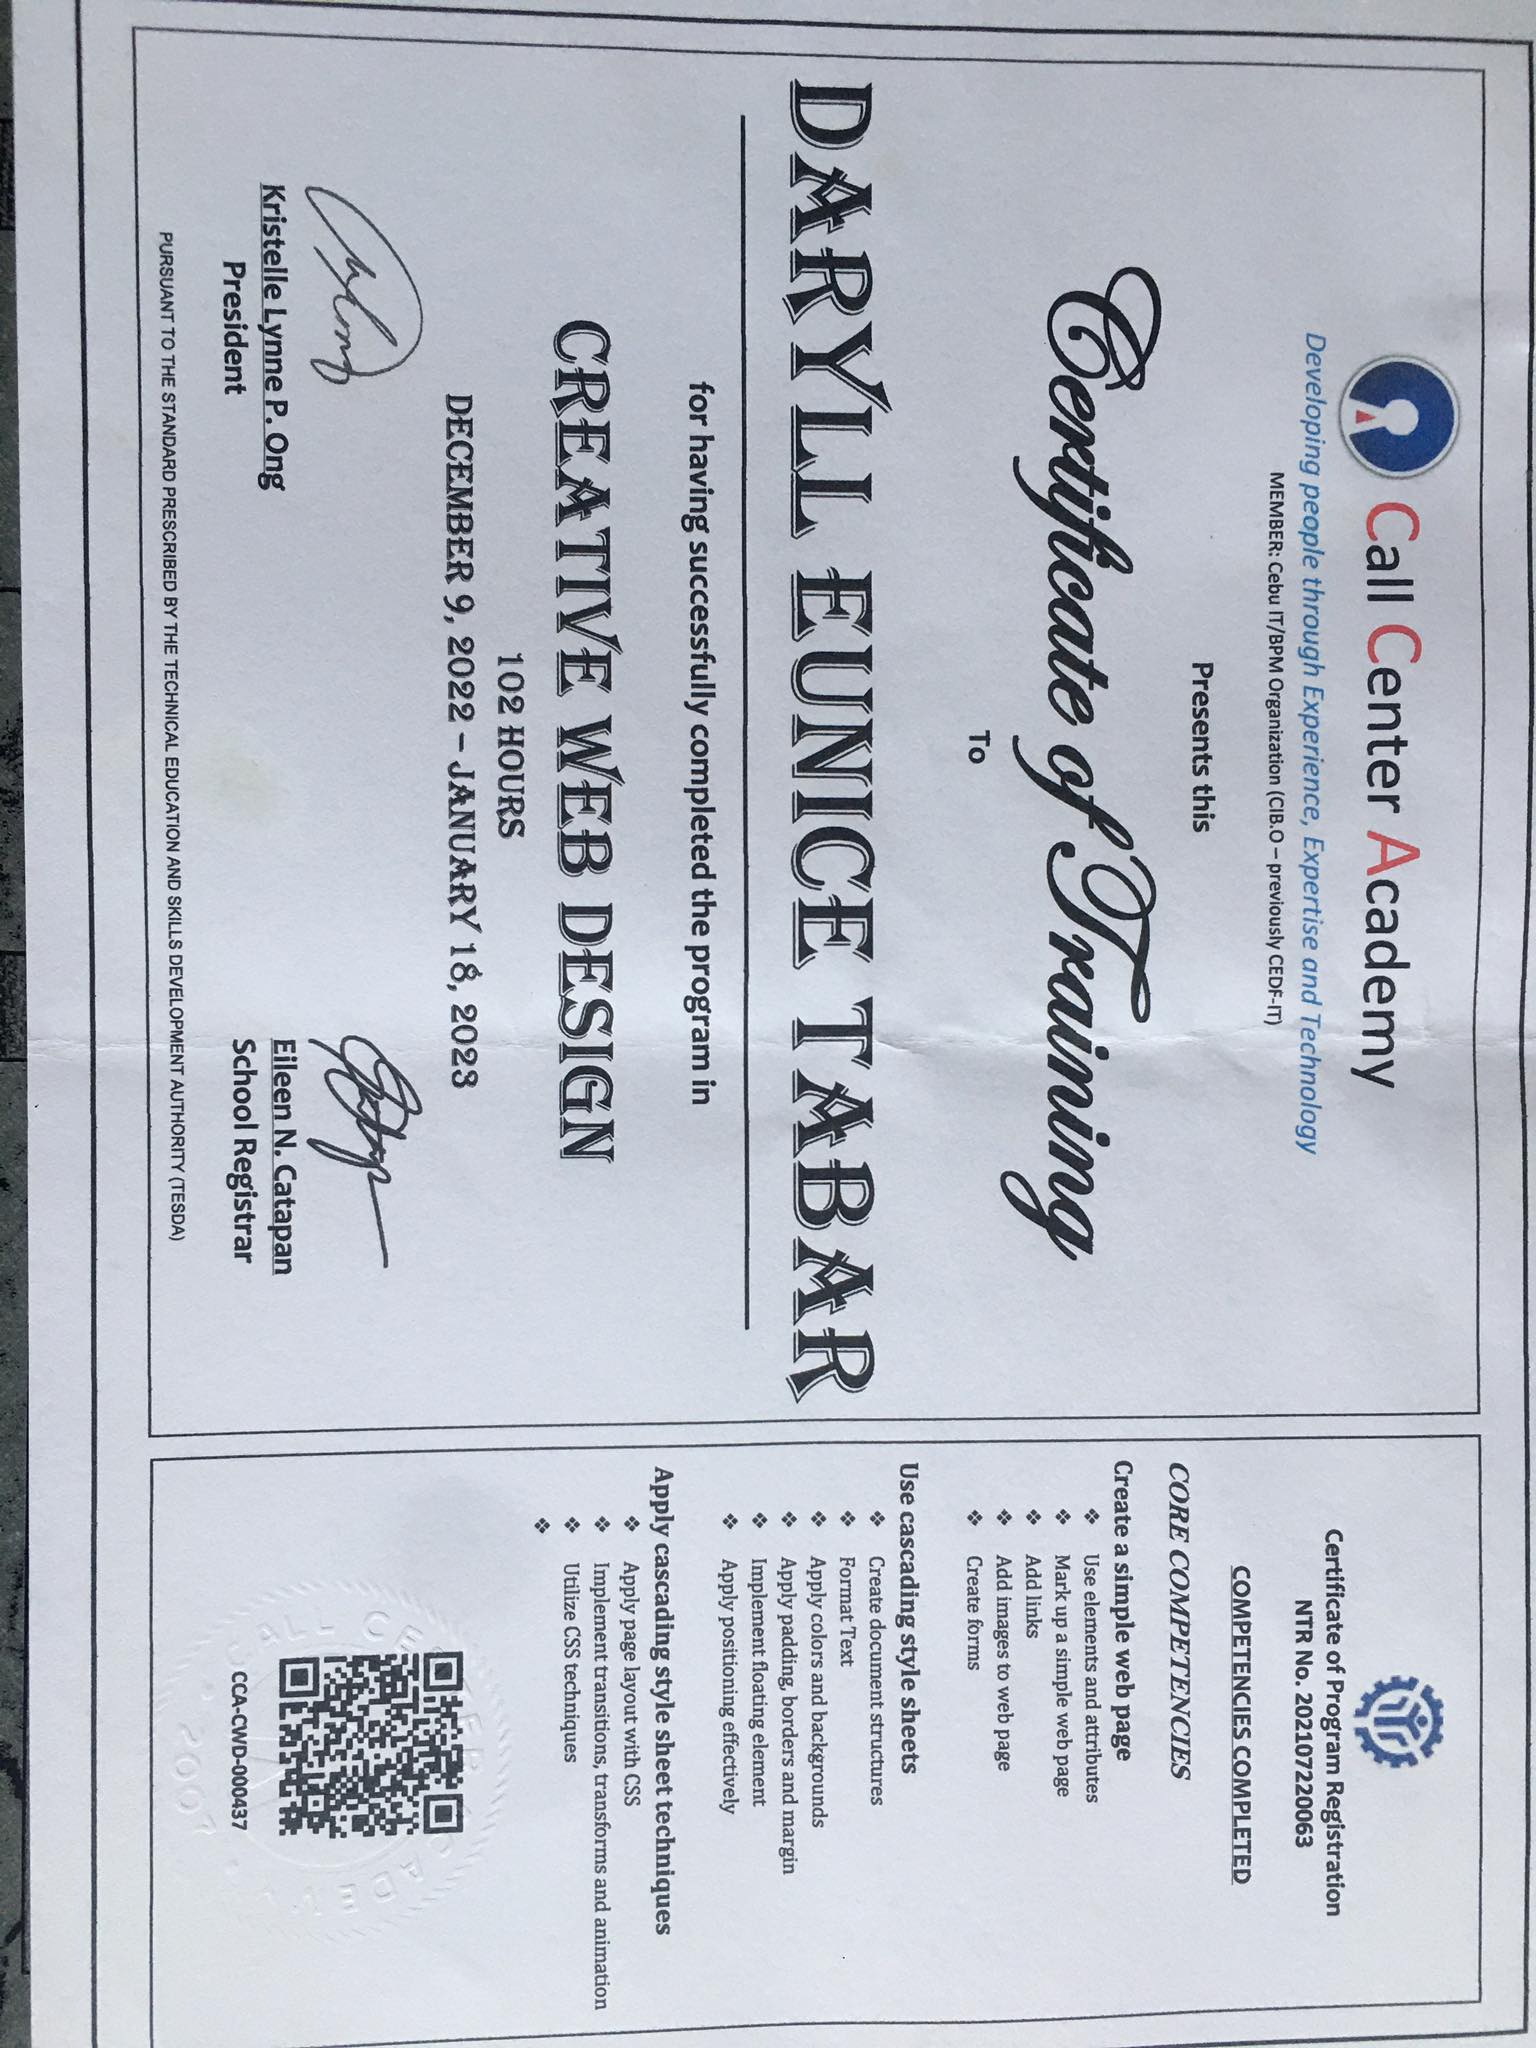 Call Center Academy
Developing people through Experience, Expertise and Technology
MEMBER: Cebu IT/BPM Organization (CIB.O – previously CEDF-IT)
Presents this
Certificate of Training
To
DARYLL EUNICE TABAR
for having successfully completed the program in
CREATIVE WEB DESIGN
102 HOURS
DECEMBER 9, 2022 – JANUARY 18, 2023
Kristelle Lynne P. Ong
President
Eileen N. Catapan
School Registrar
PURSUANT TO THE STANDARD PRESCRIBED BY THE TECHNICAL EDUCATION AND SKILLS DEVELOPMENT AUTHORITY (TESDA)
Certificate of Program Registration
NTR No. 202107220063
COMPETENCIES COMPLETED
CORE COMPETENCIES
Create a simple web page
❖ Use elements and attributes
❖ Mark up a simple web page
❖ Add links
❖ Add images to web page
❖ Create forms
Use cascading style sheets
❖ Create document structures
❖ Format Text
❖ Apply colors and backgrounds
❖ Apply padding, borders and margin
❖ Implement floating element
❖ Apply positioning effectively
Apply cascading style sheet techniques
❖ Apply page layout with CSS
❖ Implement transitions, transforms and animation
❖ Utilize CSS techniques
❖
CALL CENTER ACADEMY
2007
CCA-CWD-000437